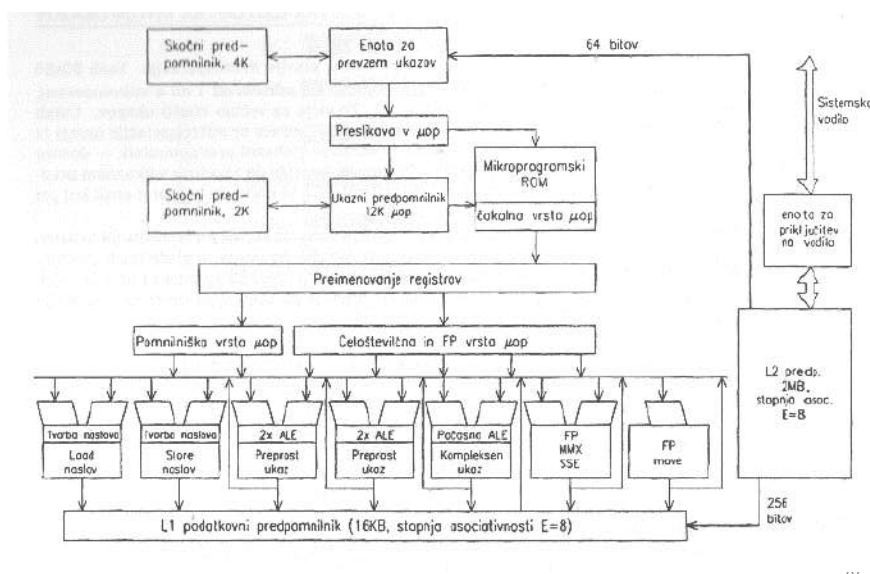 Skočni pred-
pomnilnik, 4K
Enota za
prevzem ukazov
64 bitov
Sistemsko
vodilo
Preslikava v μop
Mikroprogramski
ROM
čakalna vrsta μop
Skočni pred-
pomnilnik, 2K
Ukazni predpomnilnik
12K μop
enota za
priključitev
na vodila
Preimenovanje registrov
Pomnilniška vrsta μop
Celoštevilčna in FP vrsta μop
L2 predp.
2MB,
stopnja asoc.
E=8
Tvorba naslova
Load
naslov
Tvorba naslova
Store
naslov
2x ALE
Preprost
ukaz
2x ALE
Preprost
ukaz
Počasna ALE
Kompleksen
ukaz
FP
MMX
SSE
FP
move
256
bitov
L1 podatkovni predpomnilnik (16KB, stopnja asociativnosti E=8)